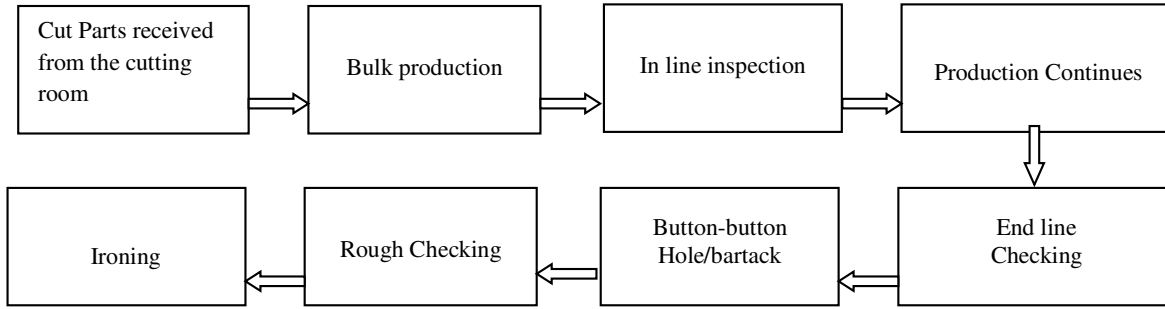 Cut Parts received
from the cutting
room
Bulk production
In line inspection
Production Continues
End line
Checking
Button-button
Hole/bartack
Rough Checking
Ironing